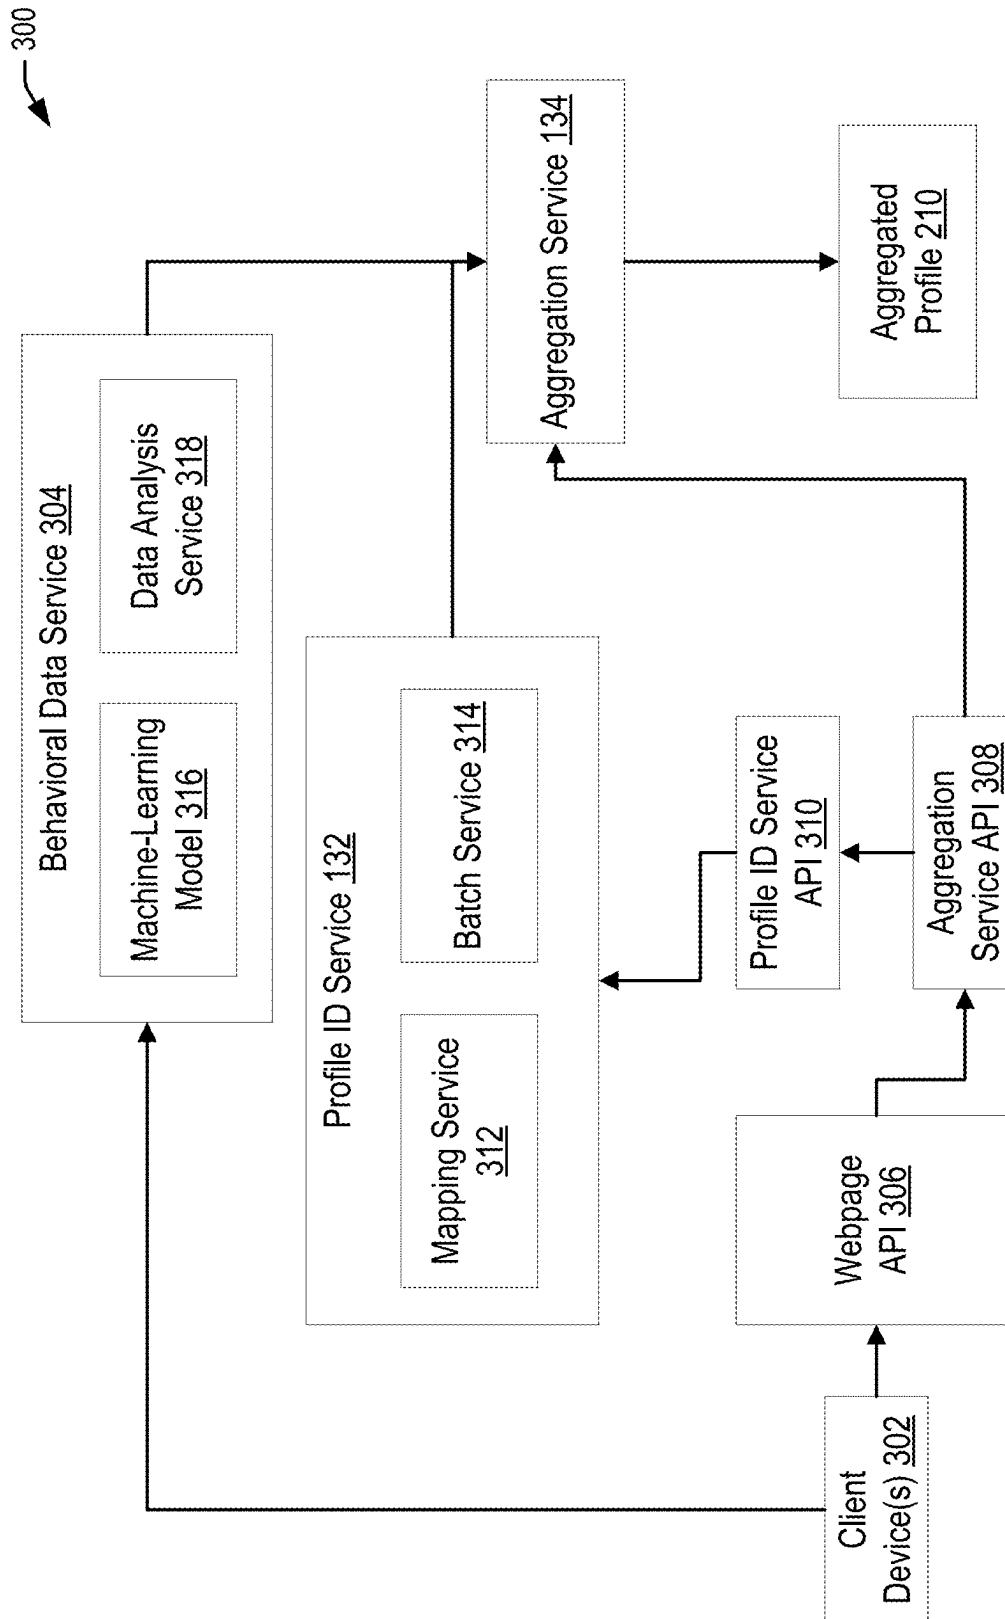 300
Behavioral Data Service 304
Machine-Learning
Model 316
Data Analysis
Service 318
Profile ID Service 132
Mapping Service
312
Batch Service 314
Aggregation Service 134
Client
Device(s) 302
Webpage
API 306
Profile ID Service
API 310
Aggregation
Service API 308
Aggregated
Profile 210